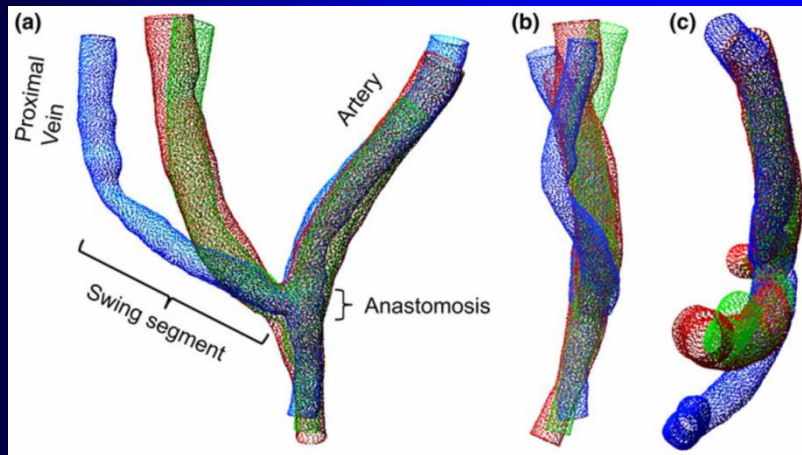 (a)
(b)
(c)
Proximal
Vein
Artery
Swing segment
Anastomosis